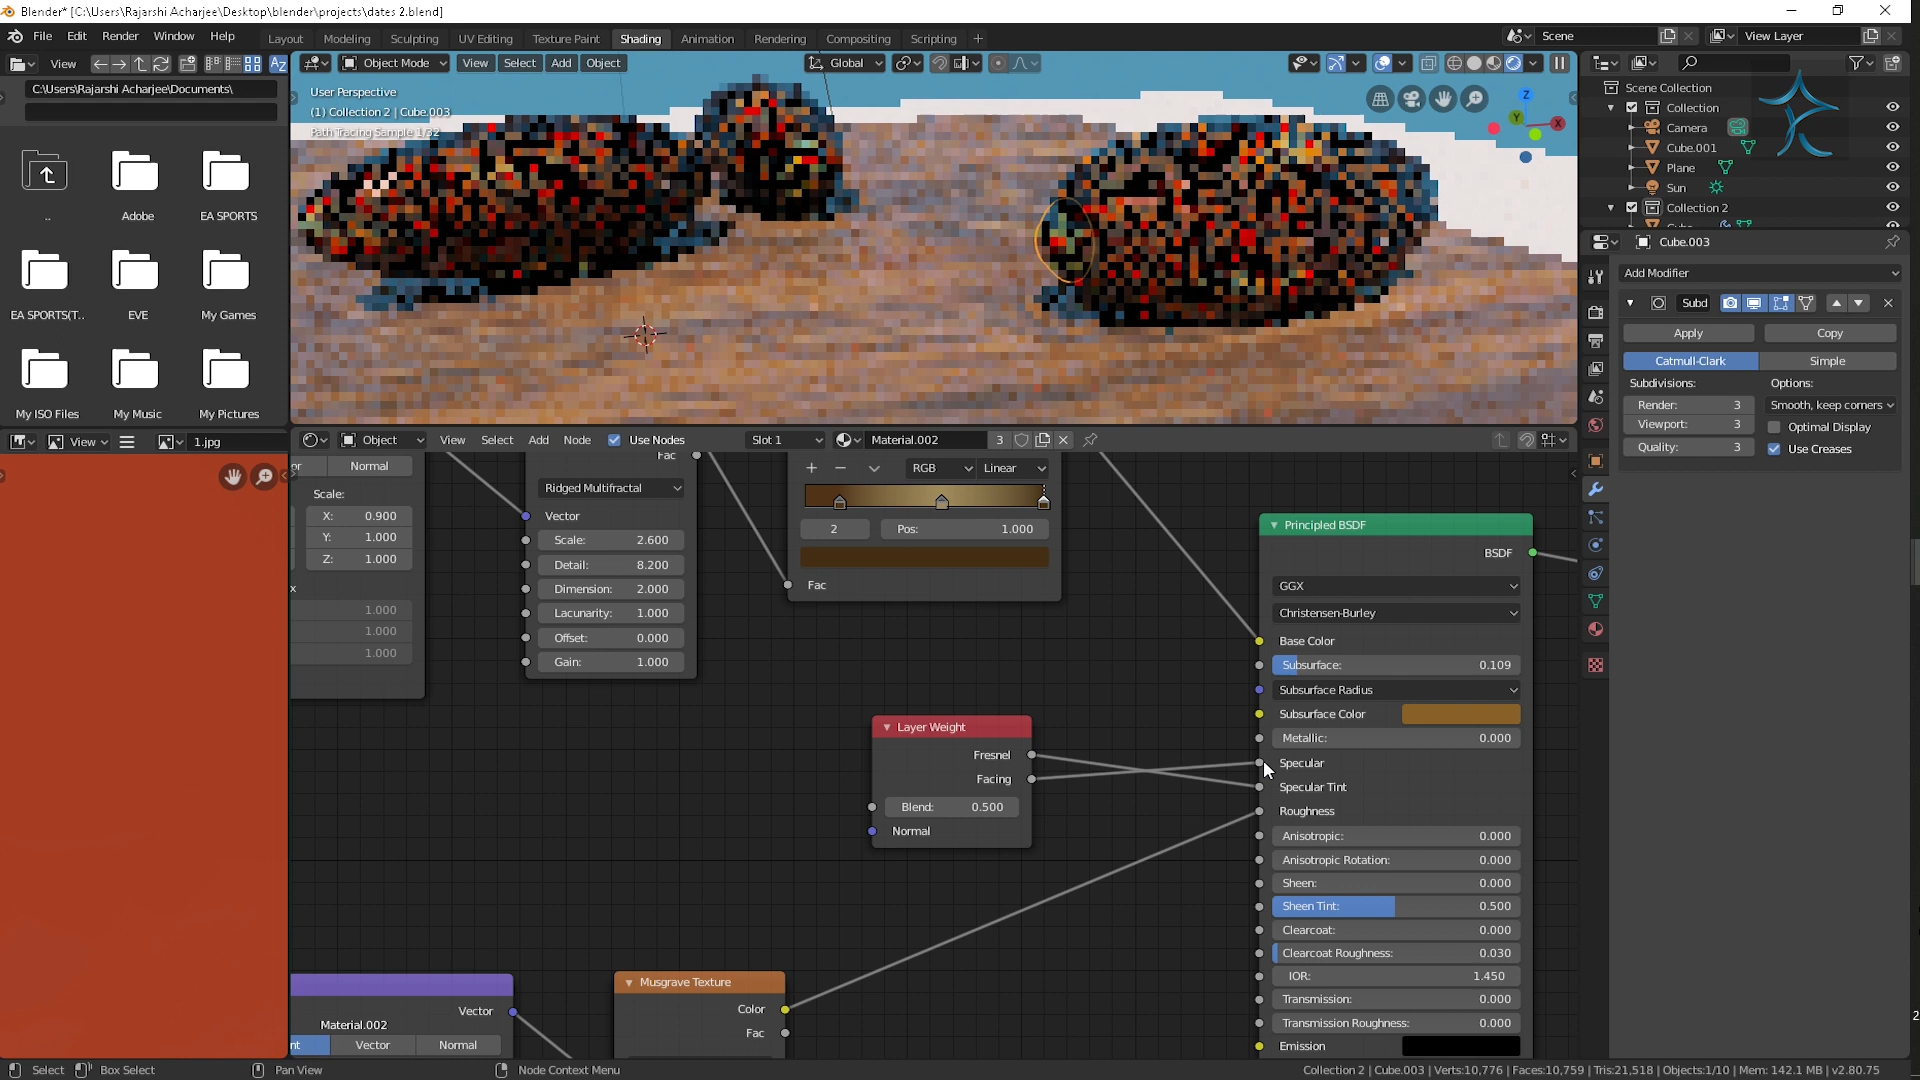 Blender* [C:\Users\Rajarshi Acharjee\Desktop\blender\projects\dates 2.blend]
File Edit Render Window Help
Layout Modeling Sculpting UV Editing Texture Paint Shading Animation Rendering Compositing Scripting +
Scene View Layer
View
C:\Users\Rajarshi Acharjee\Documents\
..
Adobe
EA SPORTS
EA SPORTS(T..
EVE
My Games
My ISO Files
My Music
My Pictures
Object Mode View Select Add Object Global
User Perspective
(1) Collection 2 | Cube.003
Path Tracing Sample 1/32
Z
Y
X
Scene Collection
Collection
Camera
Cube.001
Plane
Sun
Collection 2
Cube
Cube.003
Add Modifier
Subd
Apply Copy
Catmull-Clark Simple
Subdivisions: Options:
Render: 3 Smooth, keep corners
Viewport: 3 Optimal Display
Quality: 3 Use Creases
View 1.jpg
Object View Select Add Node Use Nodes Slot 1 Material.002 3
or Normal
Scale:
X: 0.900
Y: 1.000
Z: 1.000
x
1.000
1.000
1.000
Fac
Ridged Multifractal
Vector
Scale: 2.600
Detail: 8.200
Dimension: 2.000
Lacunarity: 1.000
Offset: 0.000
Gain: 1.000
RGB Linear
2 Pos: 1.000
Fac
Layer Weight
Fresnel
Facing
Blend: 0.500
Normal
Principled BSDF
BSDF
GGX
Christensen-Burley
Base Color
Subsurface: 0.109
Subsurface Radius
Subsurface Color
Metallic: 0.000
Specular
Specular Tint
Roughness
Anisotropic: 0.000
Anisotropic Rotation: 0.000
Sheen: 0.000
Sheen Tint: 0.500
Clearcoat: 0.000
Clearcoat Roughness: 0.030
IOR: 1.450
Transmission: 0.000
Transmission Roughness: 0.000
Emission
Vector
Material.002
nt Vector Normal
Musgrave Texture
Color
Fac
2
Select Box Select Pan View Node Context Menu
Collection 2 | Cube.003 | Verts:10,776 | Faces:10,759 | Tris:21,518 | Objects:1/10 | Mem: 142.1 MB | v2.80.75